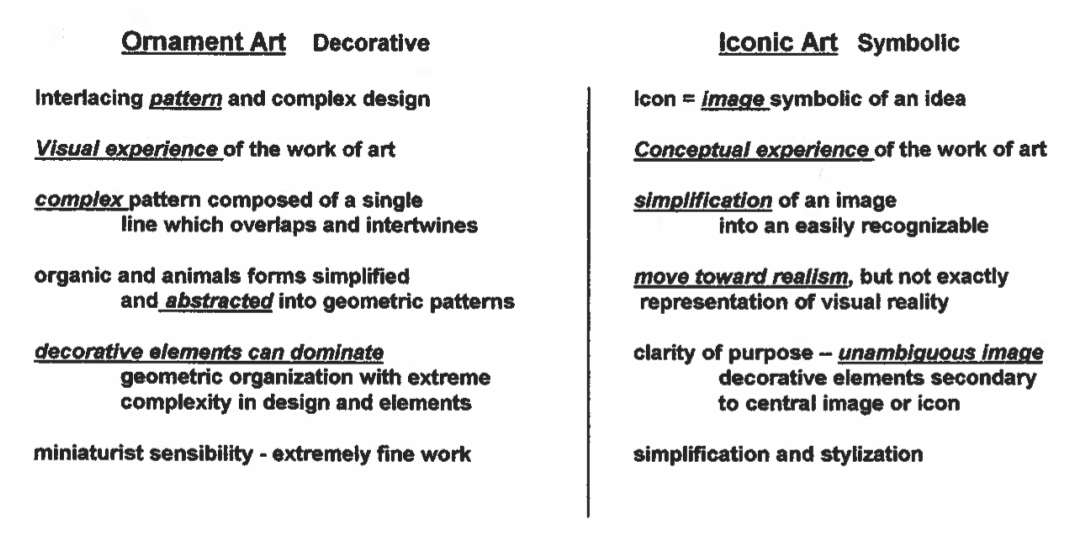 Ornament Art Decorative
Interlacing pattern and complex design
Visual experience of the work of art
complex pattern composed of a single
line which overlaps and intertwines
organic and animals forms simplified
and abstracted into geometric patterns
decorative elements can dominate
geometric organization with extreme
complexity in design and elements
miniaturist sensibility - extremely fine work
Iconic Art Symbolic
Icon = image symbolic of an idea
Conceptual experience of the work of art
simplification of an image
into an easily recognizable
move toward realism, but not exactly
representation of visual reality
clarity of purpose – unambiguous image
decorative elements secondary
to central image or icon
simplification and stylization